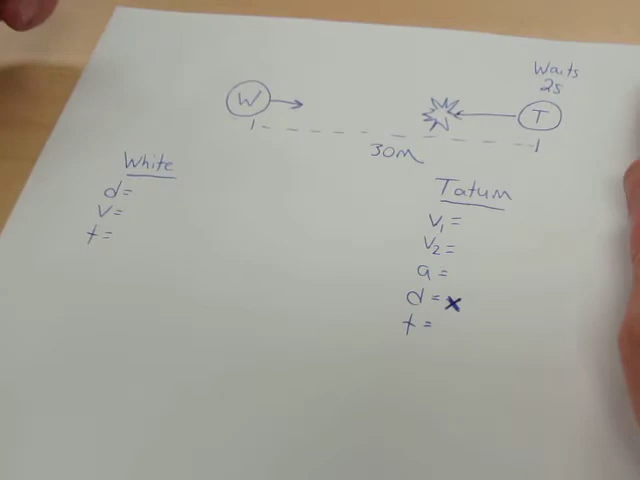 Waits
2s
W
T
30m
White
d=
v=
t=
Tatum
V₁=
V₂=
a=
d=x
t=